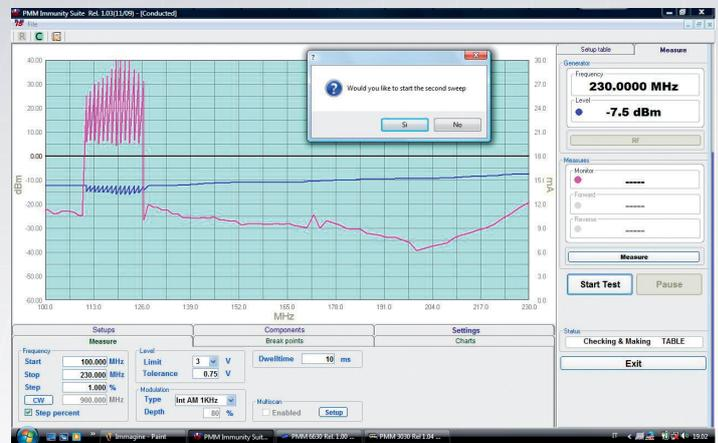 PMM Immunity Suite Rel. 1.03(11/09) - [Conducted]
File
R C
Setup table Measure
Generator
Frequency
230.0000 MHz
Level
-7.5 dBm
RF
Measures
Monitor
-----
Forward
-----
Reverse
-----
Measure
Start Test Pause
Status
Checking & Making TABLE
Exit
?
Would you like to start the second sweep
Si No
40.00
30.00
20.00
10.00
0.00
-10.00
-20.00
-30.00
-40.00
-50.00
-60.00
dBm
30.0
27.0
24.0
21.0
18.0
15.0
12.0
9.0
6.0
3.0
0.0
mA
100.0 113.0 126.0 139.0 152.0 165.0 178.0 191.0 204.0 217.0 230.0
MHz
Setups Components Settings
Measure Break points Charts
Frequency
Start 100.000 MHz
Stop 230.000 MHz
Step 1.000 %
CW 900.000 MHz
Step percent
Level
Limit 3 V
Tolerance 0.75 V
Modulation
Type Int AM 1KHz
Depth 80 %
Dwelltime 10 ms
Multiscan
Enabled Setup
Immagine - Paint PMM Immunity Suit... PMM 6630 Rel. 1.00 ... PMM 3030 Rel 1.04 ... IT 19.02